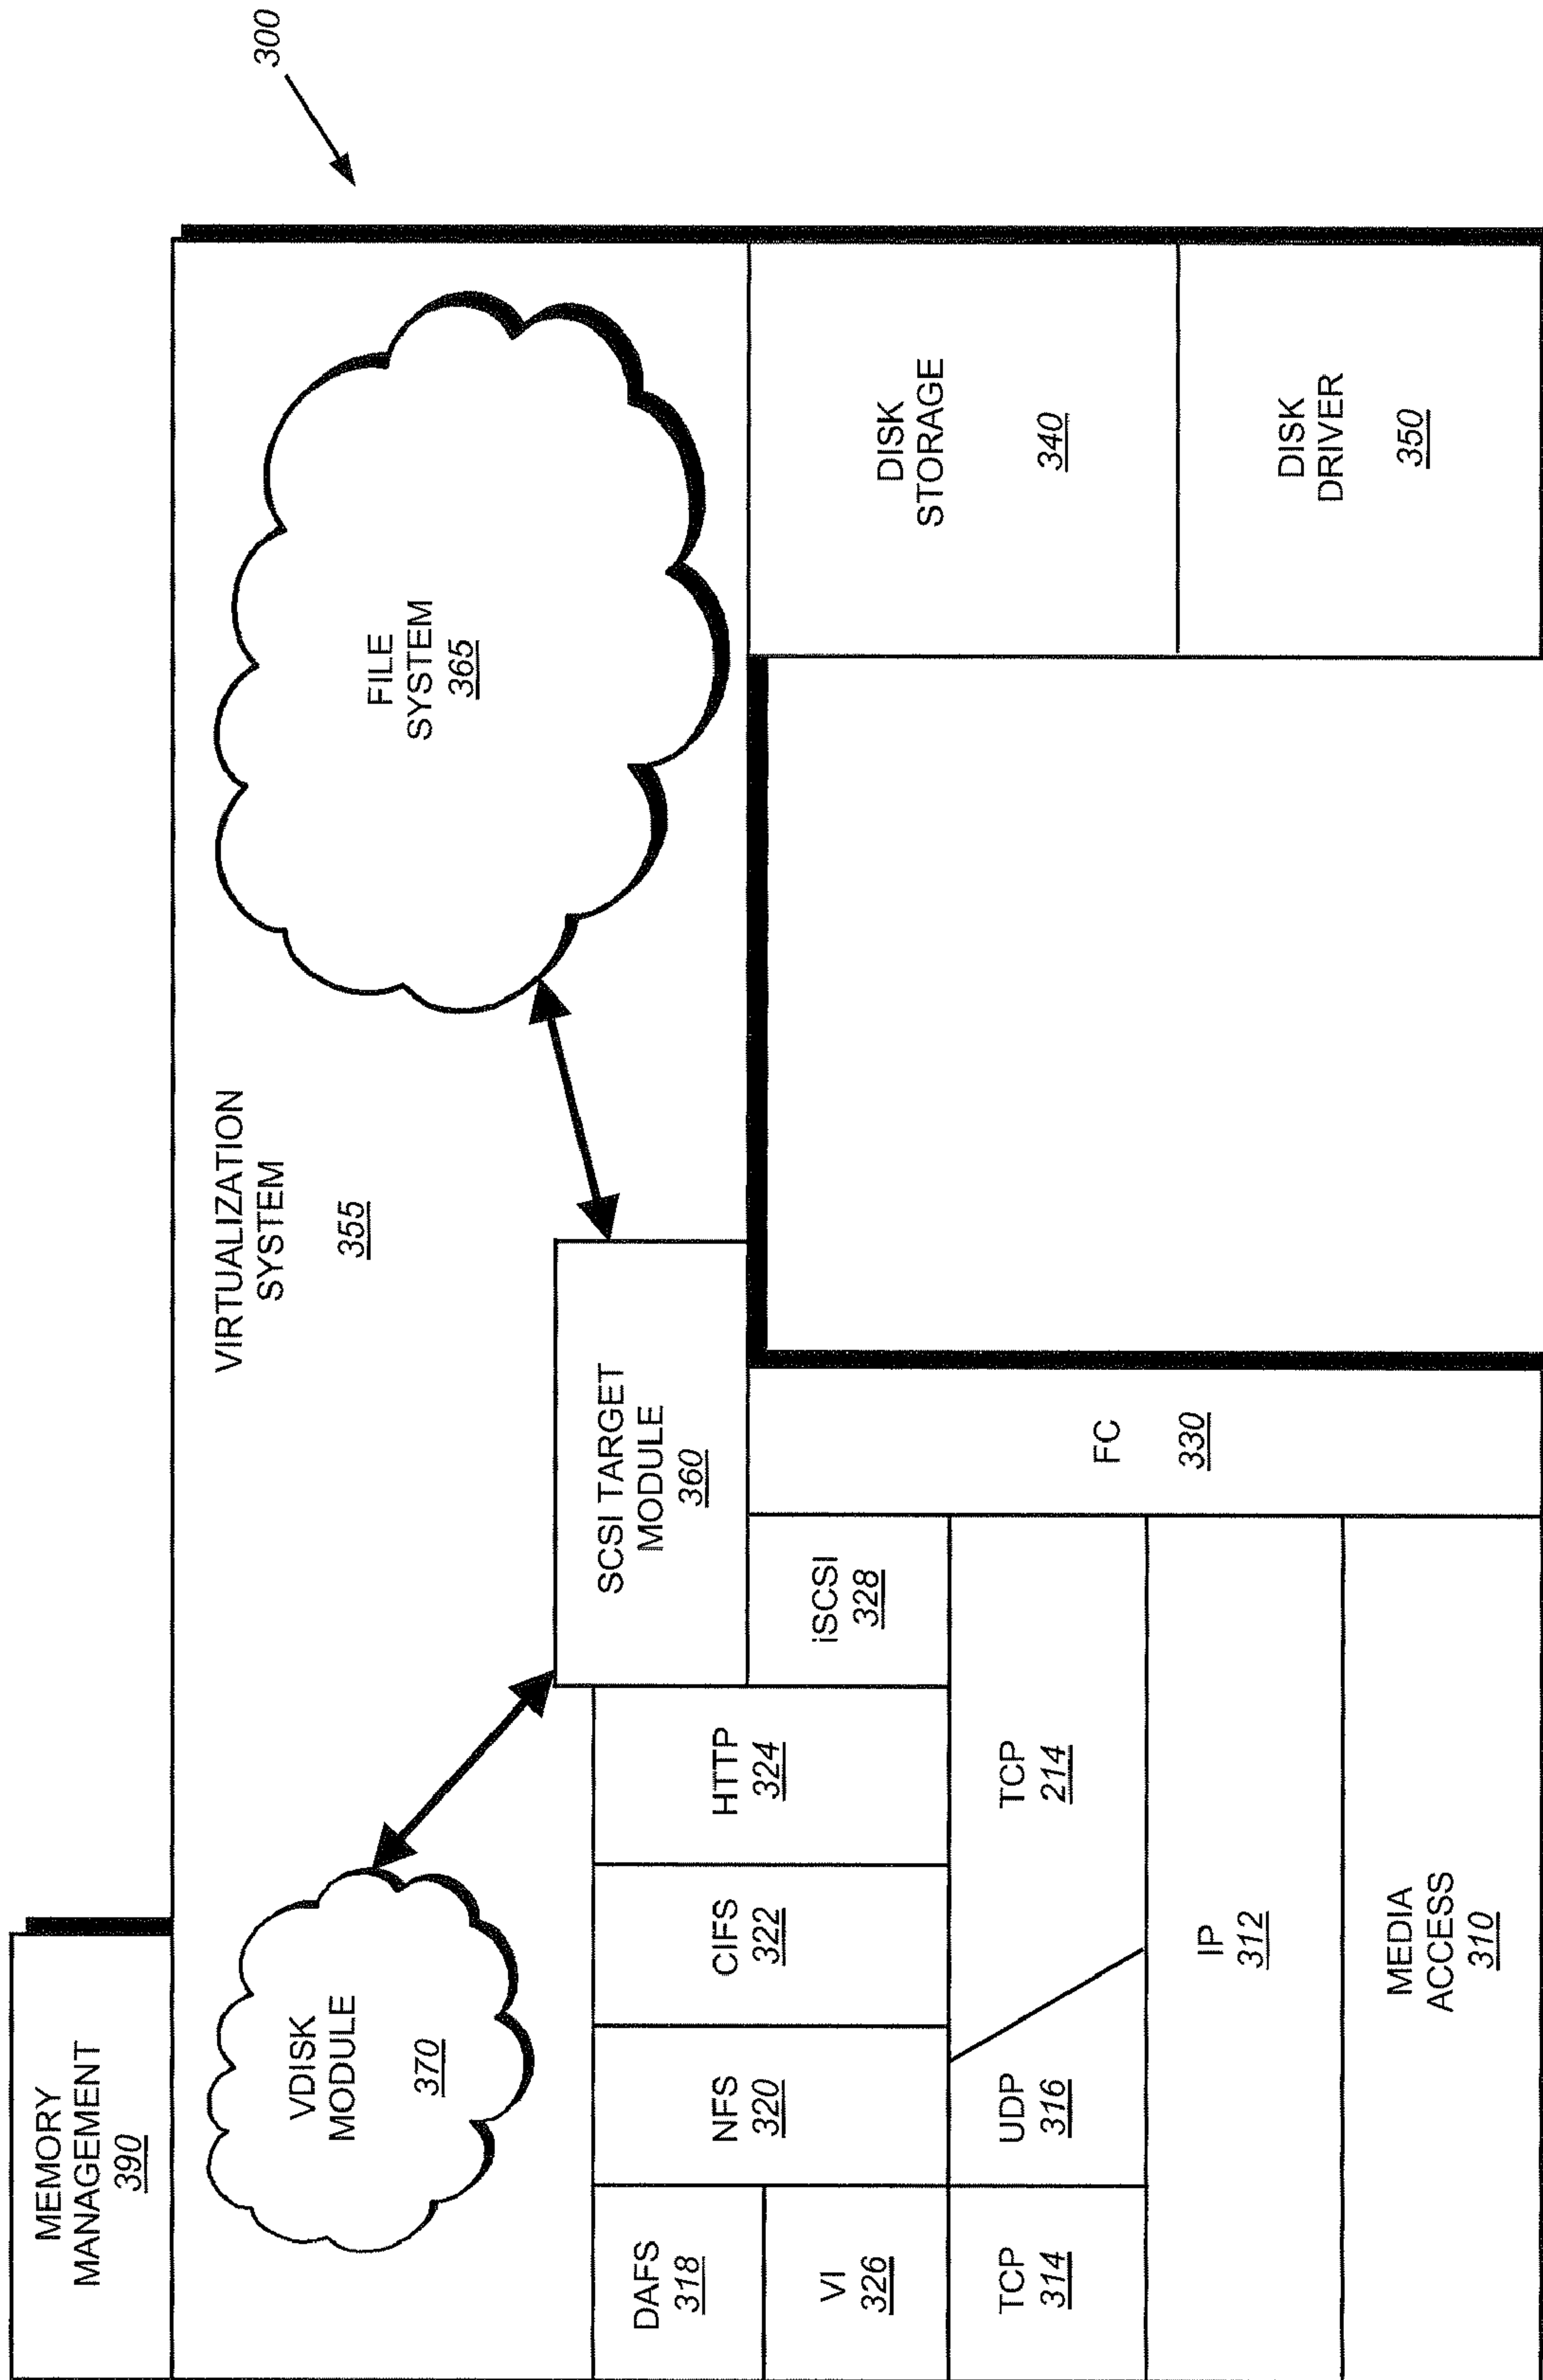 300
MEMORY
MANAGEMENT
390
VIRTUALIZATION
SYSTEM
355
VDISK
MODULE
370
FILE
SYSTEM
365
SCSI TARGET
MODULE
360
DAFS
318
VI
326
NFS
320
CIFS
322
HTTP
324
iSCSI
328
FC
330
TCP
314
UDP
316
TCP
214
IP
312
MEDIA
ACCESS
310
DISK
STORAGE
340
DISK
DRIVER
350